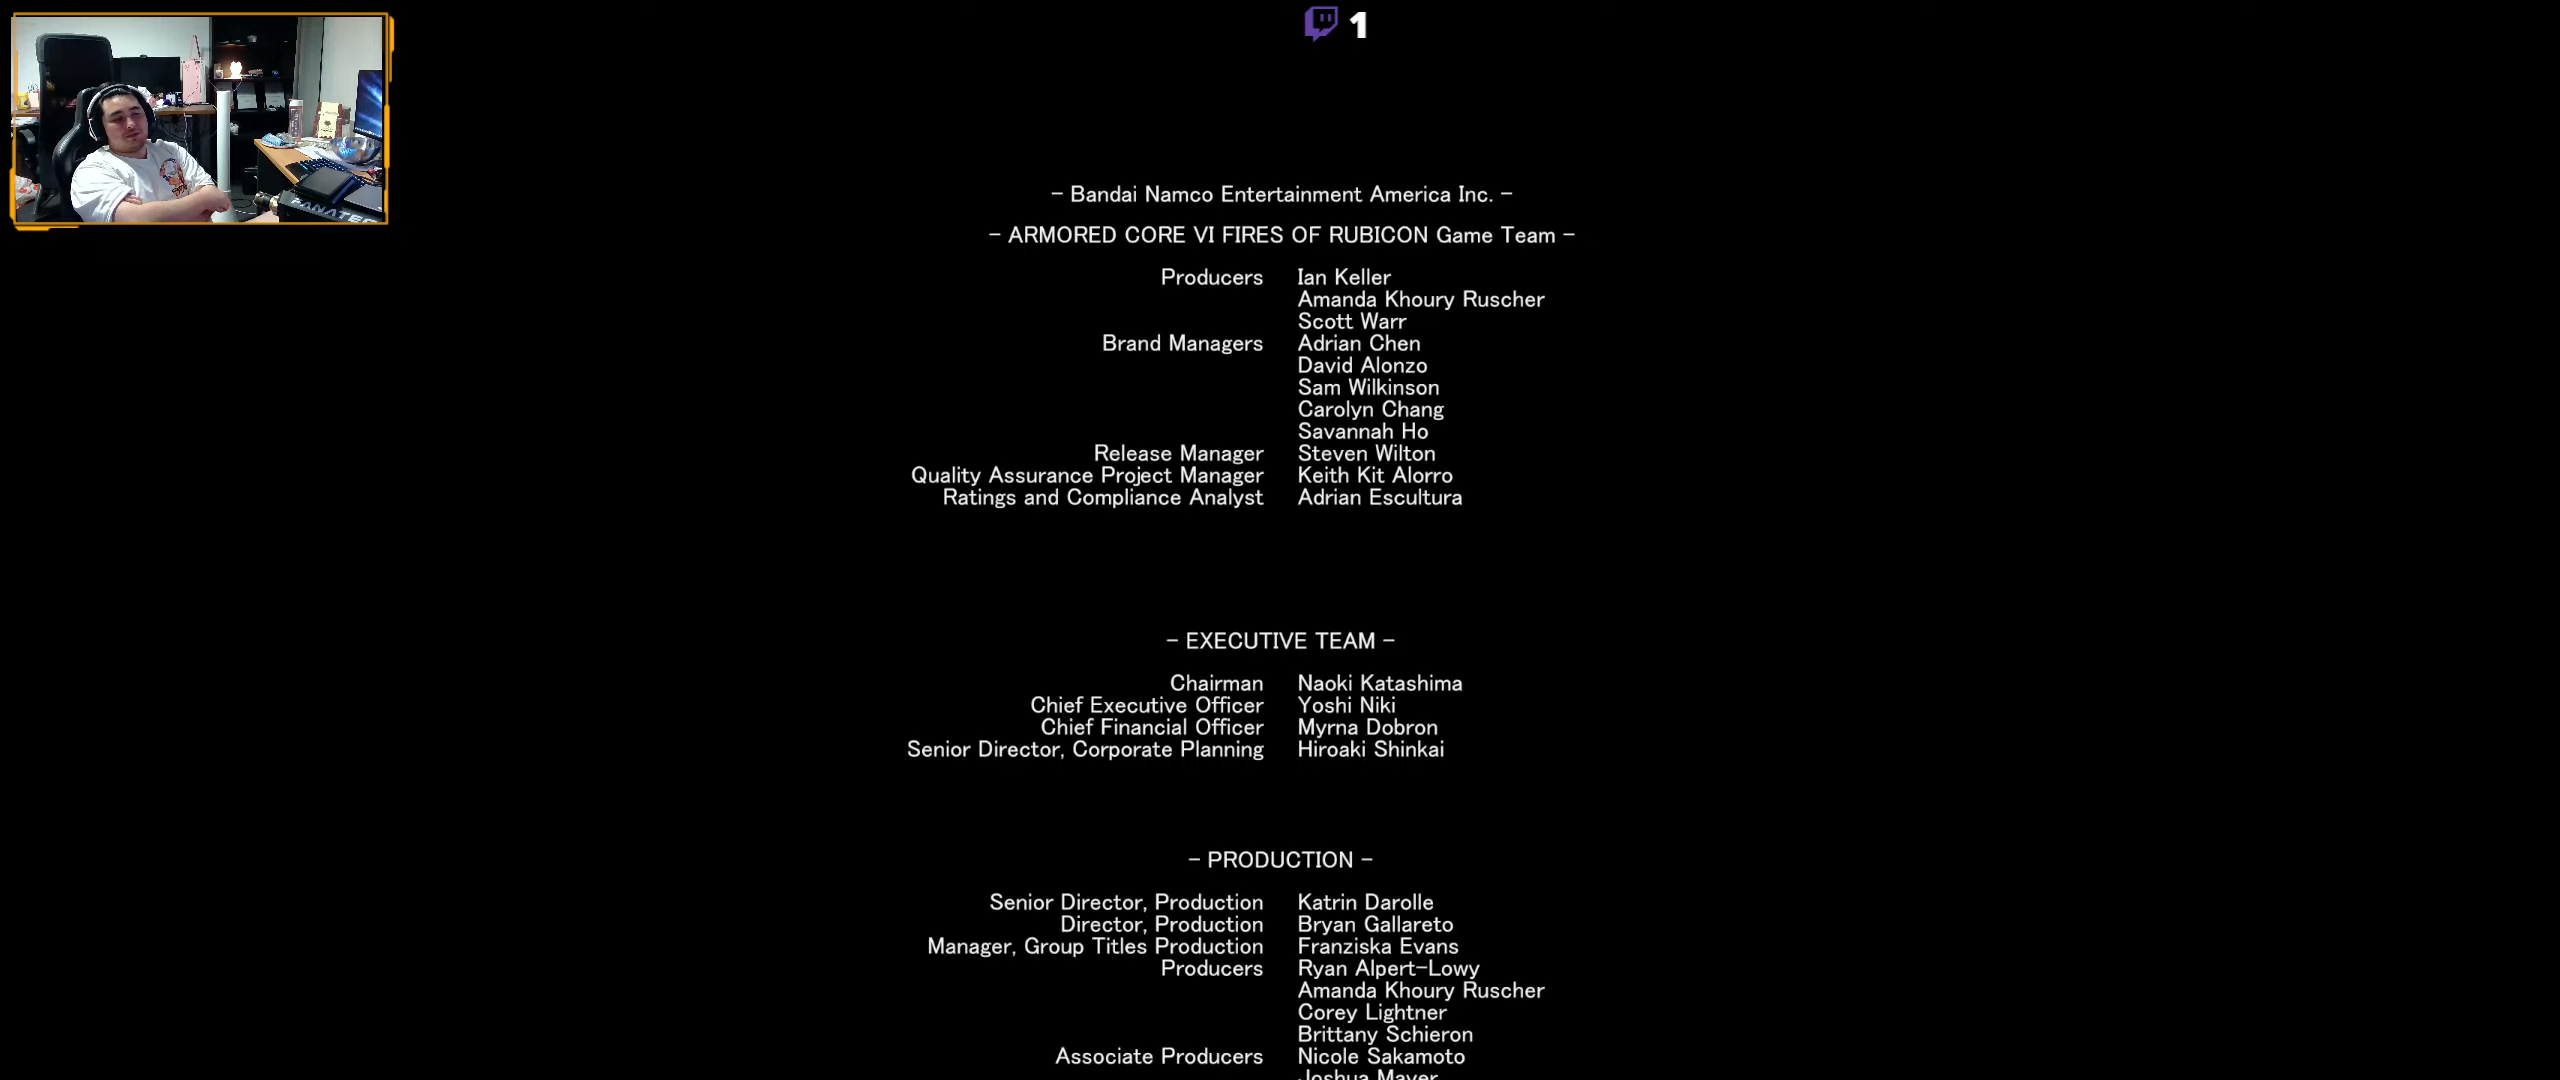 1
FANATEC
- Bandai Namco Entertainment America Inc. -
- ARMORED CORE VI FIRES OF RUBICON Game Team -
Producers Ian Keller
Amanda Khoury Ruscher
Scott Warr
Brand Managers Adrian Chen
David Alonzo
Sam Wilkinson
Carolyn Chang
Savannah Ho
Release Manager Steven Wilton
Quality Assurance Project Manager Keith Kit Alorro
Ratings and Compliance Analyst Adrian Escultura
- EXECUTIVE TEAM -
Chairman Naoki Katashima
Chief Executive Officer Yoshi Niki
Chief Financial Officer Myrna Dobron
Senior Director, Corporate Planning Hiroaki Shinkai
- PRODUCTION -
Senior Director, Production Katrin Darolle
Director, Production Bryan Gallareto
Manager, Group Titles Production Franziska Evans
Producers Ryan Alpert-Lowy
Amanda Khoury Ruscher
Corey Lightner
Brittany Schieron
Associate Producers Nicole Sakamoto
Joshua Mayer